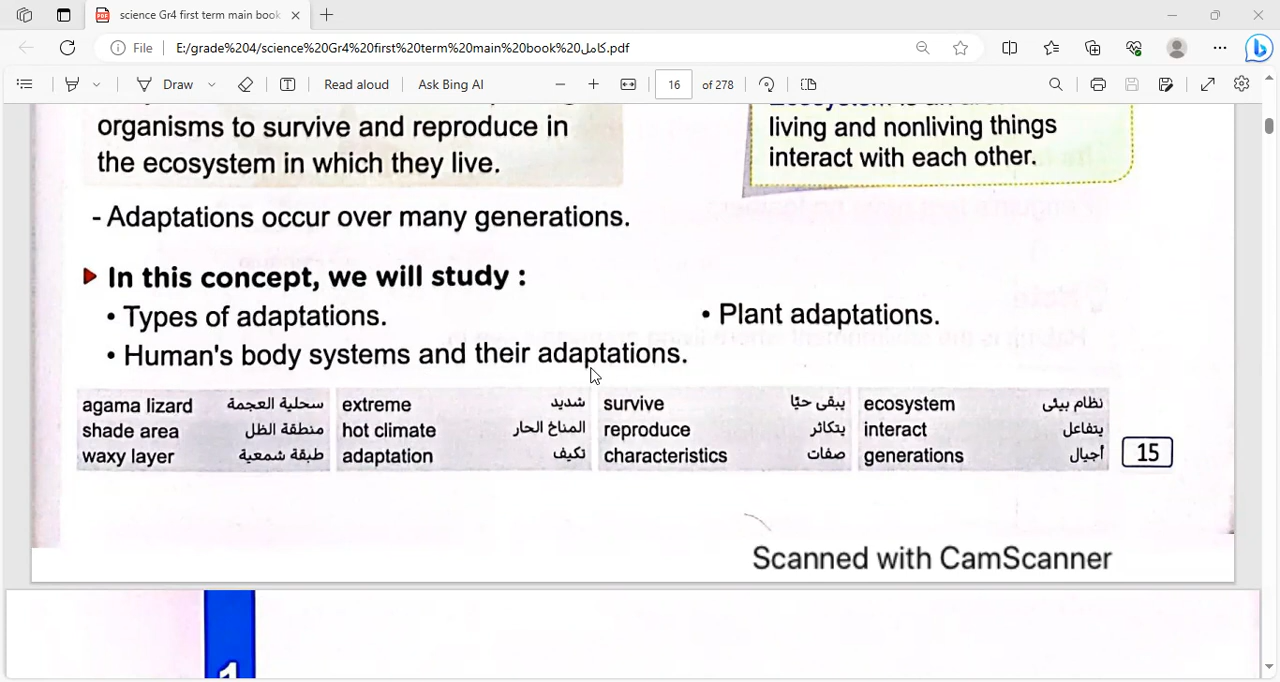 science Gr4 first term main book
File
E:/grade%204/science%20Gr4%20first%20term%20main%20book%20كامل.pdf
Draw
Read aloud
Ask Bing AI
16
of 278
organisms to survive and reproduce in
the ecosystem in which they live.
living and nonliving things
interact with each other.
- Adaptations occur over many generations.
In this concept, we will study :
• Types of adaptations.
• Plant adaptations.
• Human's body systems and their adaptations.
agama lizard سحلية العجمة
shade area منطقة الظل
waxy layer طبقة شمعية
extreme شديد
hot climate المناخ الحار
adaptation تكيف
survive يبقى حيًا
reproduce يتكاثر
characteristics صفات
ecosystem نظام بيئى
interact يتفاعل
generations أجيال
15
Scanned with CamScanner
1